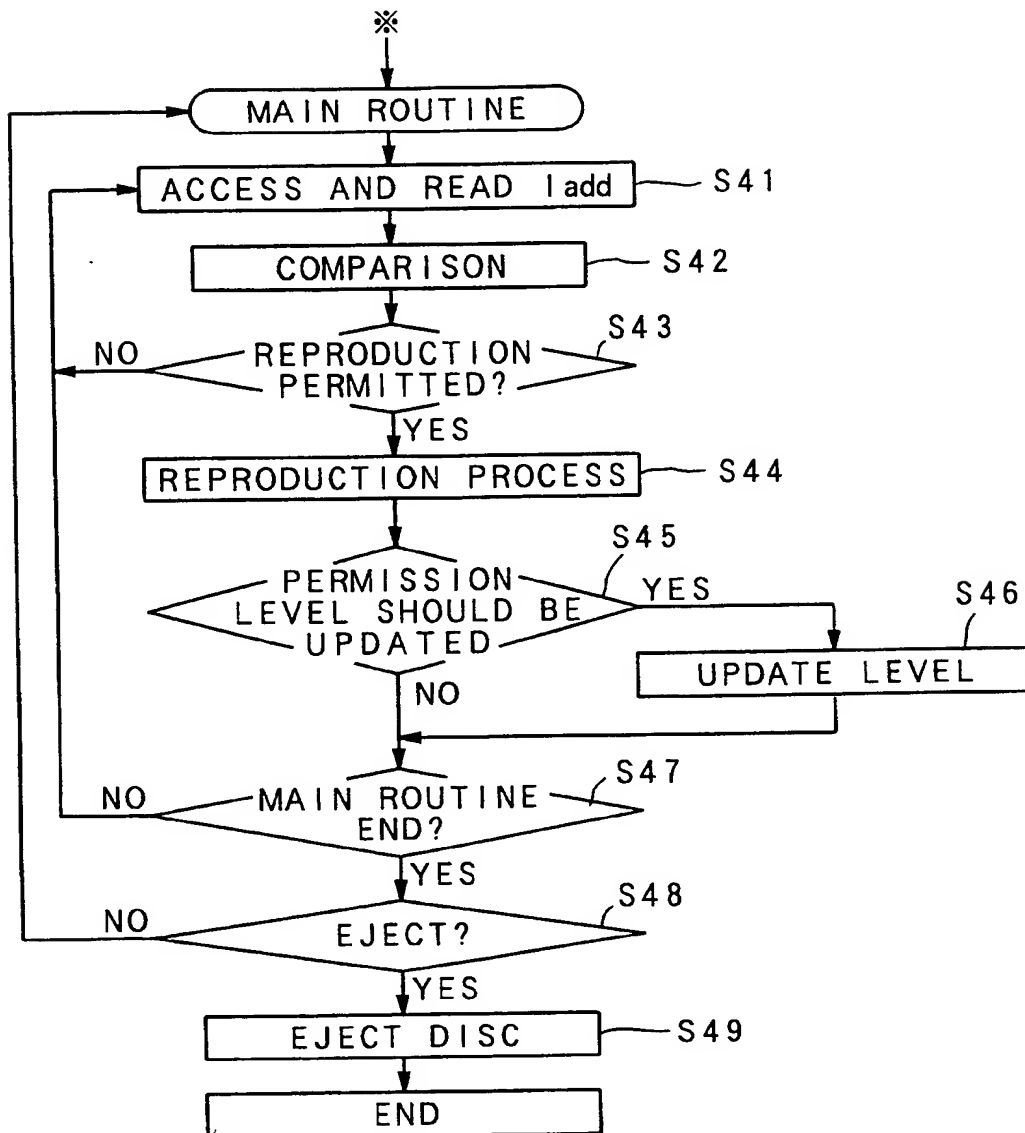 ※
MAIN ROUTINE
ACCESS AND READ Iadd
S41
COMPARISON
S42
S43
NO
REPRODUCTION
PERMITTED?
YES
REPRODUCTION PROCESS
S44
S45
PERMISSION
LEVEL SHOULD BE
UPDATED
YES
S46
UPDATE LEVEL
NO
S47
NO
MAIN ROUTINE
END?
YES
S48
NO
EJECT?
YES
EJECT DISC
S49
END